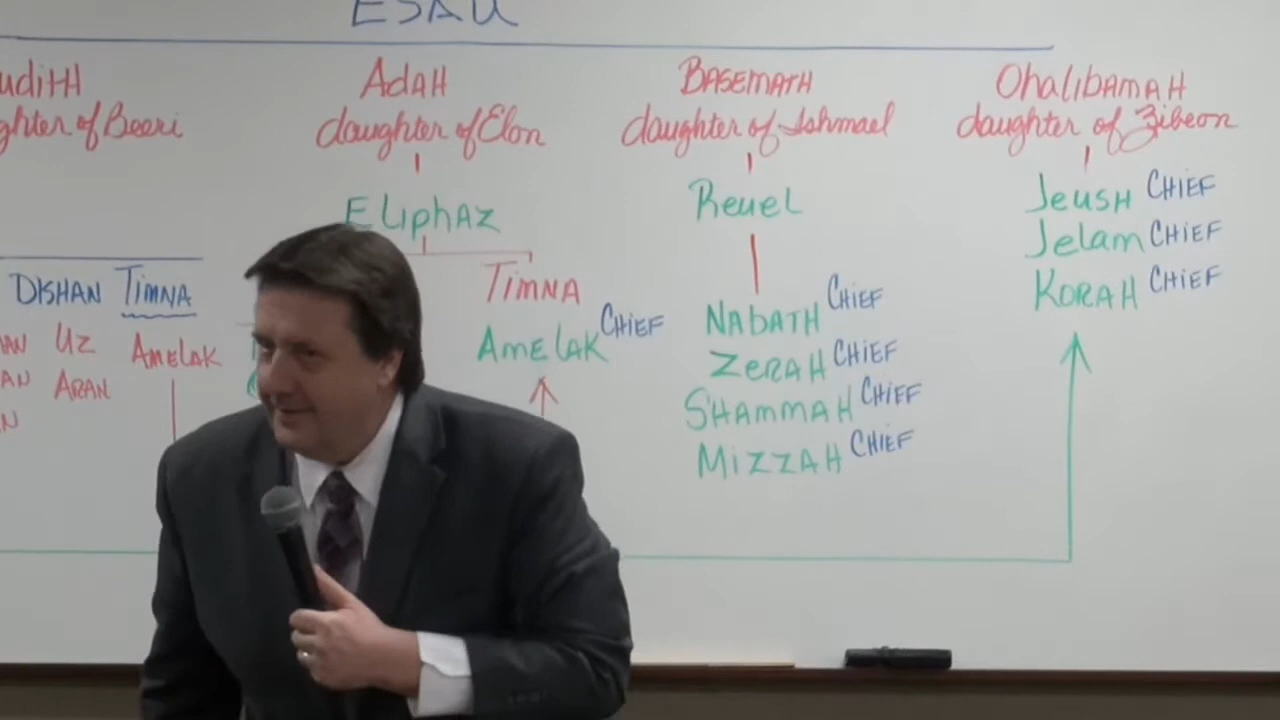 ESAU
udith
ghter of Beeri
Adah
daughter of Elon
Basemath
daughter of Ishmael
Ohalibamah
daughter of Zibeon
Eliphaz
Reuel
Jeush Chief
Jelam Chief
Korah Chief
Dishan Timna
Timna
Amelak Chief
Nabath Chief
Zerah Chief
Shammah Chief
Mizzah Chief
an Uz Amelak
an Aran
n